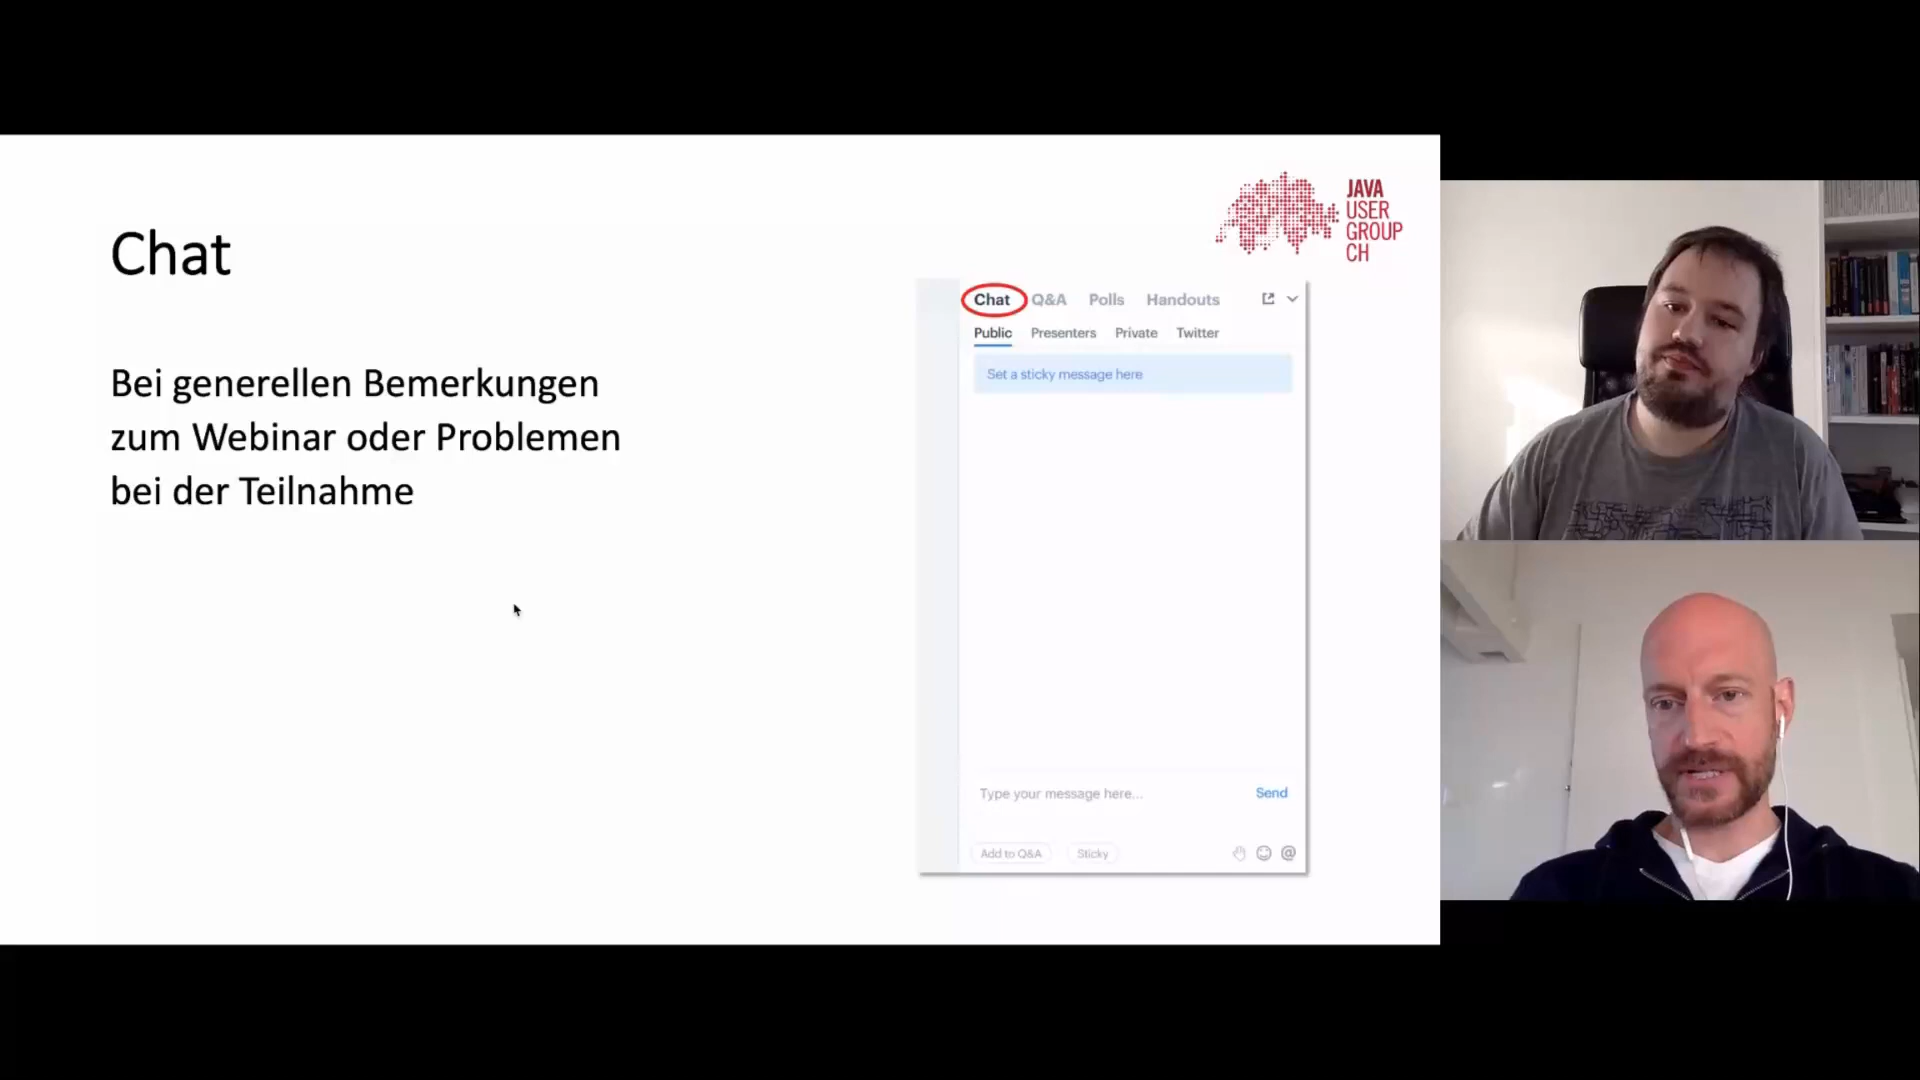 JAVA
USER
GROUP
CH
Chat
Bei generellen Bemerkungen
zum Webinar oder Problemen
bei der Teilnahme
Chat Q&A Polls Handouts
Public Presenters Private Twitter
Set a sticky message here
Type your message here... Send
Add to Q&A Sticky